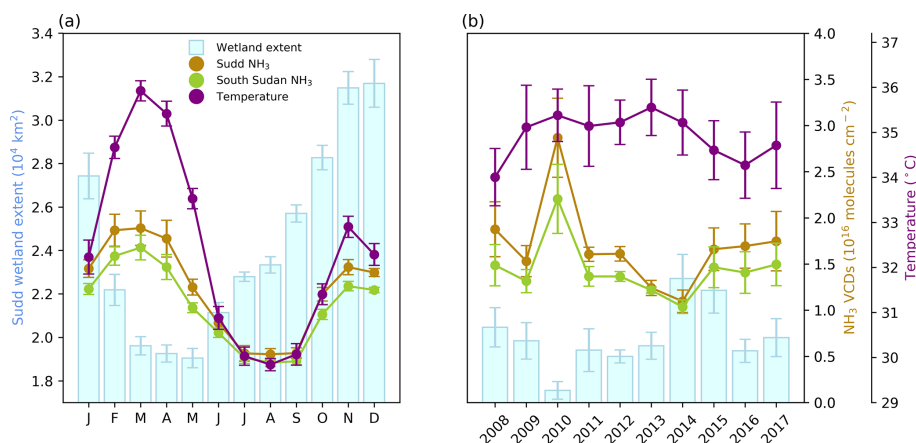 (a)
(b)
3.4
3.2
3.0
2.8
2.6
2.4
2.2
2.0
1.8
Sudd wetland extent (10⁴ km²)
Wetland extent
Sudd NH₃
South Sudan NH₃
Temperature
J F M A M J J A S O N D
4.0
3.5
3.0
2.5
2.0
1.5
1.0
0.5
0.0
NH₃ VCDs (10¹⁶ molecules cm⁻²)
37
36
35
34
33
32
31
30
29
Temperature (°C)
2008 2009 2010 2011 2012 2013 2014 2015 2016 2017